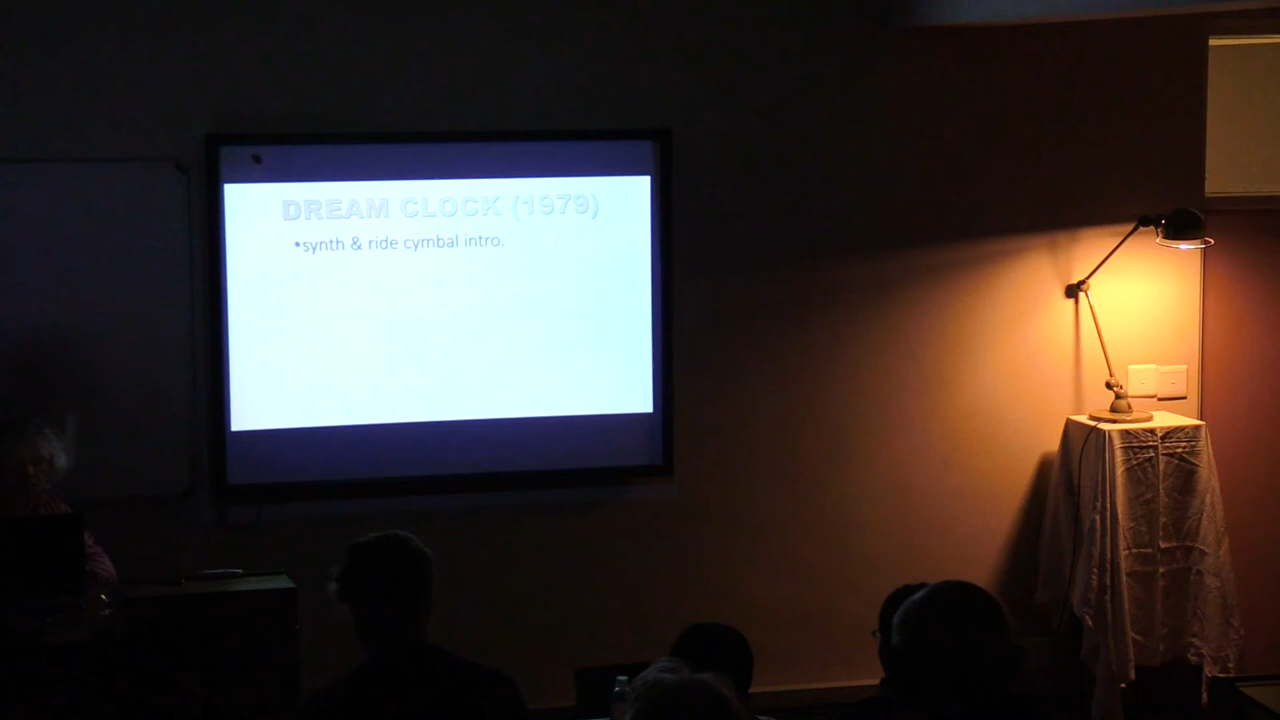 DREAM CLOCK (1979)
•synth & ride cymbal intro.